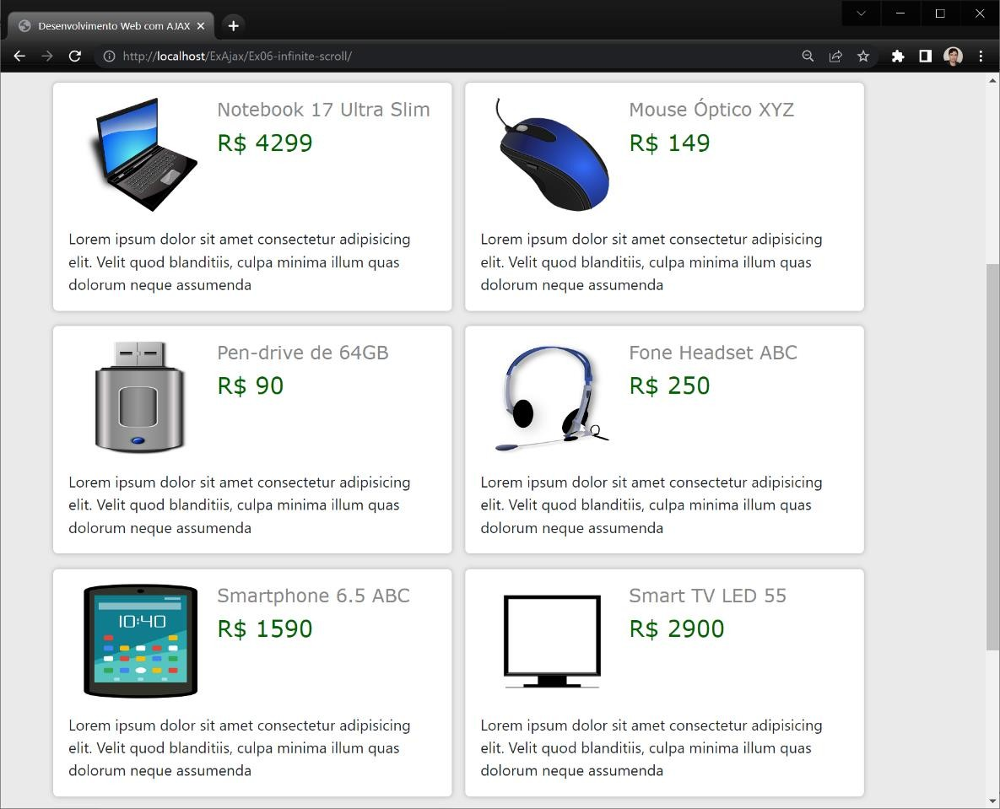 Desenvolvimento Web com AJAX
http://localhost/ExAjax/Ex06-infinite-scroll/
Notebook 17 Ultra Slim
R$ 4299
Lorem ipsum dolor sit amet consectetur adipisicing
elit. Velit quod blanditiis, culpa minima illum quas
dolorum neque assumenda
Mouse Óptico XYZ
R$ 149
Lorem ipsum dolor sit amet consectetur adipisicing
elit. Velit quod blanditiis, culpa minima illum quas
dolorum neque assumenda
Pen-drive de 64GB
R$ 90
Lorem ipsum dolor sit amet consectetur adipisicing
elit. Velit quod blanditiis, culpa minima illum quas
dolorum neque assumenda
Fone Headset ABC
R$ 250
Lorem ipsum dolor sit amet consectetur adipisicing
elit. Velit quod blanditiis, culpa minima illum quas
dolorum neque assumenda
Smartphone 6.5 ABC
R$ 1590
10:40
Lorem ipsum dolor sit amet consectetur adipisicing
elit. Velit quod blanditiis, culpa minima illum quas
dolorum neque assumenda
Smart TV LED 55
R$ 2900
Lorem ipsum dolor sit amet consectetur adipisicing
elit. Velit quod blanditiis, culpa minima illum quas
dolorum neque assumenda